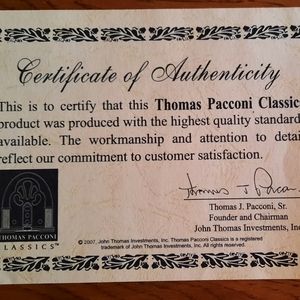 Certificate of Authenticity
This is to certify that this Thomas Pacconi Classics
product was produced with the highest quality standard
available. The workmanship and attention to detai
reflect our commitment to customer satisfaction.
Thomas J. Pacconi, Sr.
Founder and Chairman
John Thomas Investments, Inc
THOMAS PACCONI
CLASSICS™
© 2007, John Thomas Investments, Inc. Thomas Pacconi Classics is a registered
trademark of John Thomas Investments, Inc. All rights reserved.